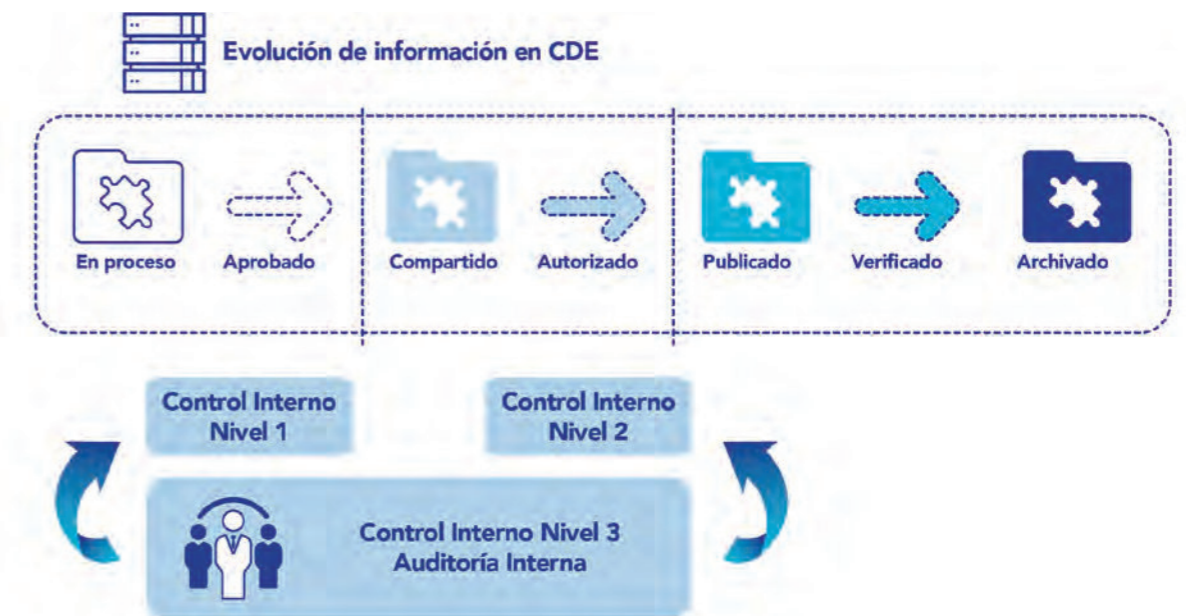 Evolución de información en CDE
En proceso
Aprobado
Compartido
Autorizado
Publicado
Verificado
Archivado
Control Interno
Nivel 1
Control Interno
Nivel 2
Control Interno Nivel 3
Auditoría Interna